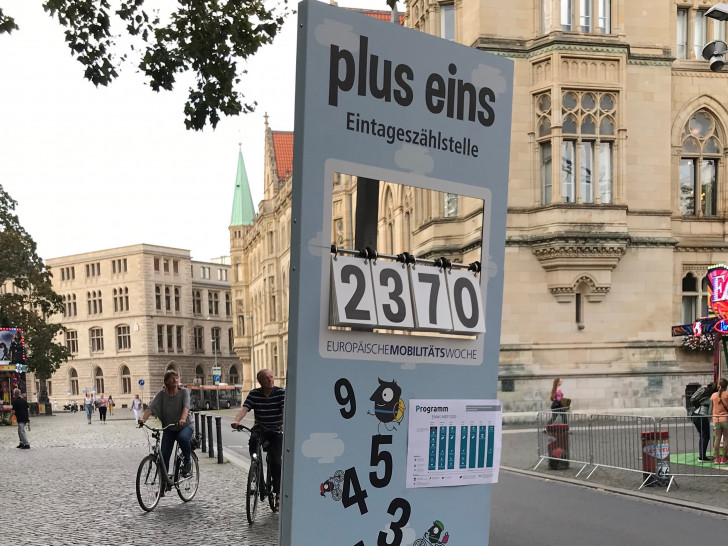 plus eins
Eintageszählstelle
2370
EUROPÄISCHEMOBILITÄTSWOCHE
9
5
4
3
Programm